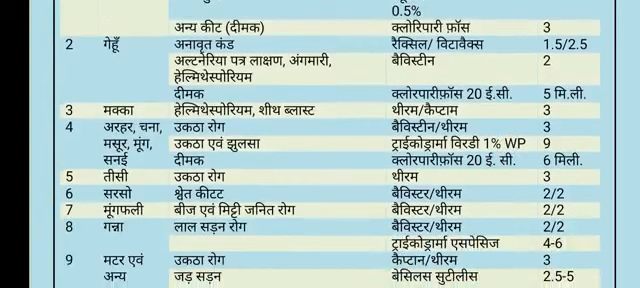 0.5%
अन्य कीट (दीमक) क्लोरिपारी फ़ॉस 3
2 गेहूँ अनावृत कंड रैक्सिल/ विटावैक्स 1.5/2.5
अल्टनेरिया पत्र लाक्षण, अंगमारी, बैविस्टीन 2
हेल्मिथेस्पोरियम
दीमक क्लोरपारीफ़ॉस 20 ई.सी. 5 मि.ली.
3 मक्का हेल्मिथेस्पोरियम, शीथ ब्लास्ट थीरम/कैप्टाम 3
4 अरहर, चना, उकठा रोग बैविस्टीन/थीरम 3
मसूर, मूंग, उकठा एवं झुलसा ट्राईकोड्रार्मा विरडी 1% WP 9
सनई दीमक क्लोरपारीफ़ॉस 20 ई. सी. 6 मिली.
5 तीसी उकठा रोग थीरम 3
6 सरसो श्वेत कीटट बैविस्टर/थीरम 2/2
7 मूंगफली बीज एवं मिट्टी जनित रोग बैविस्टर/थीरम 2/2
8 गन्ना लाल सड़न रोग बैविस्टर/थीरम 2/2
ट्राईकोड्रार्मा एसपेसिज 4-6
9 मटर एवं उकठा रोग कैप्टान/थीरम 3
अन्य जड़ सड़न बेसिलस सुटीलीस 2.5-5